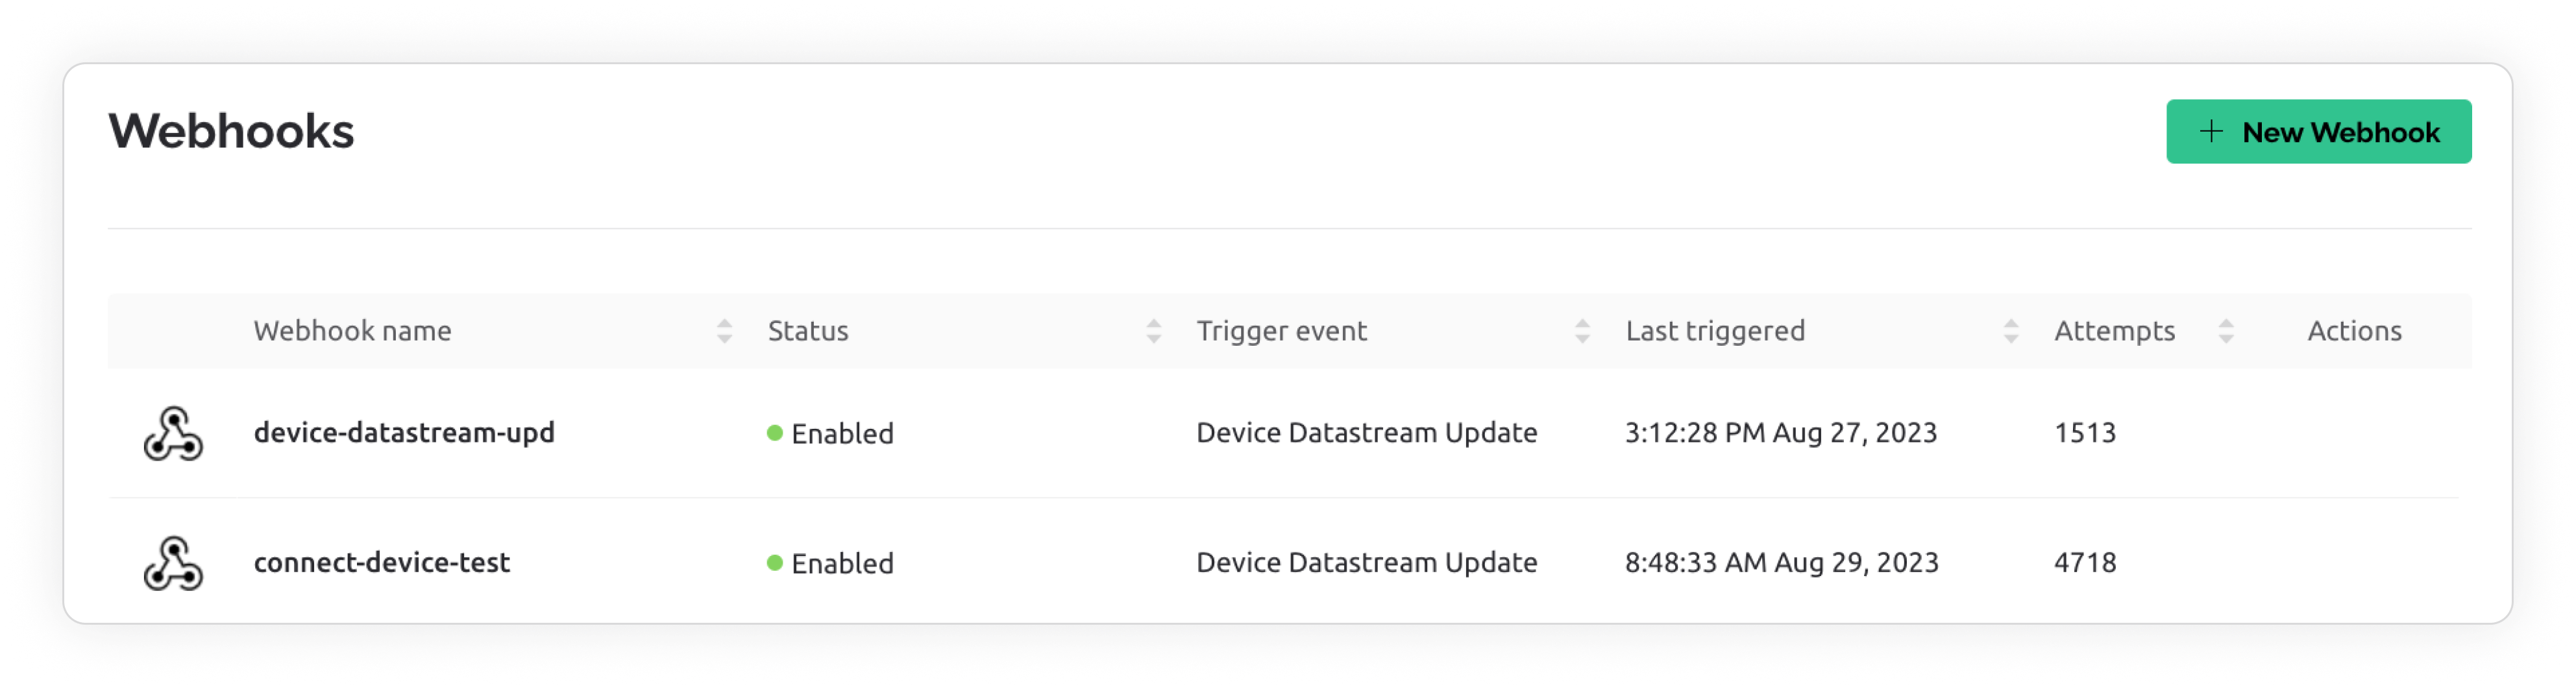 Webhooks
+ New Webhook
Webhook name Status Trigger event Last triggered Attempts Actions
device-datastream-upd Enabled Device Datastream Update 3:12:28 PM Aug 27, 2023 1513
connect-device-test Enabled Device Datastream Update 8:48:33 AM Aug 29, 2023 4718